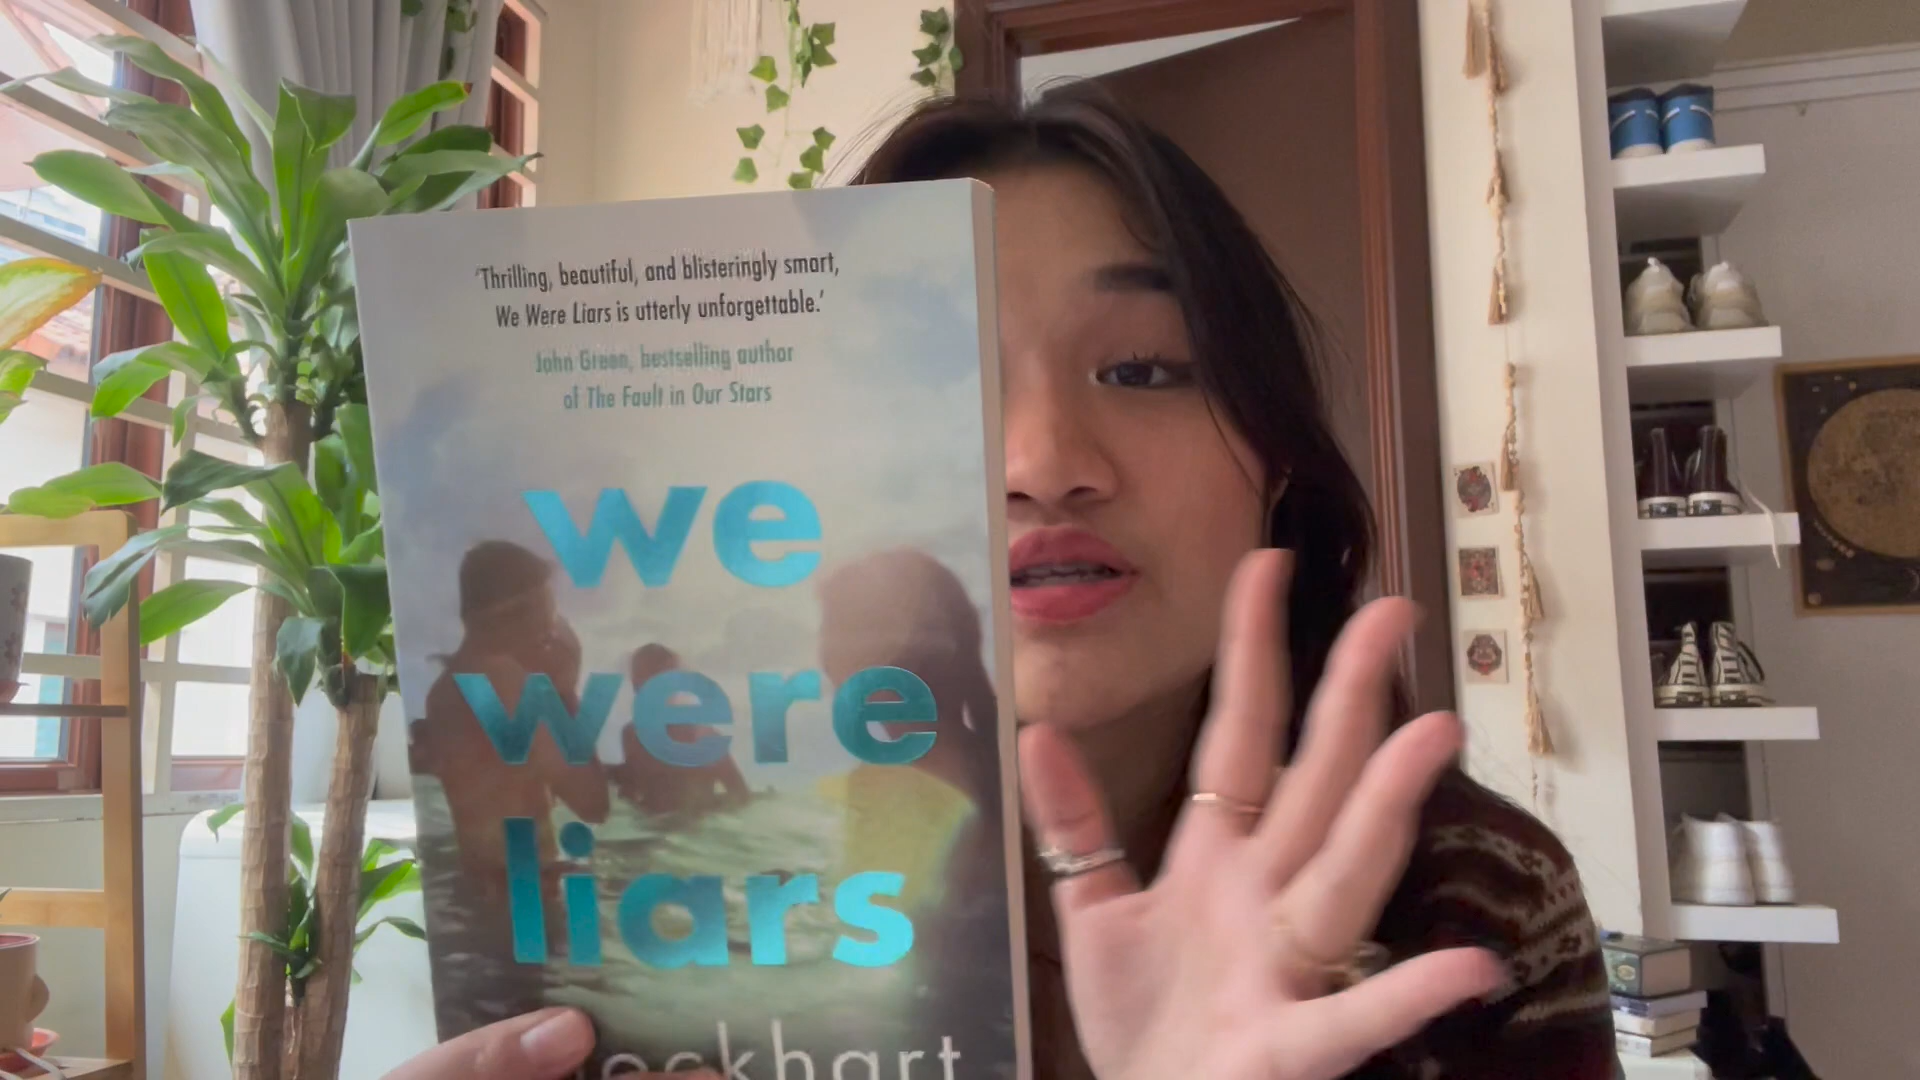 'Thrilling, beautiful, and blisteringly smart,
We Were Liars is utterly unforgettable.'
John Green, bestselling author
of The Fault in Our Stars
we
were
liars
lockhart